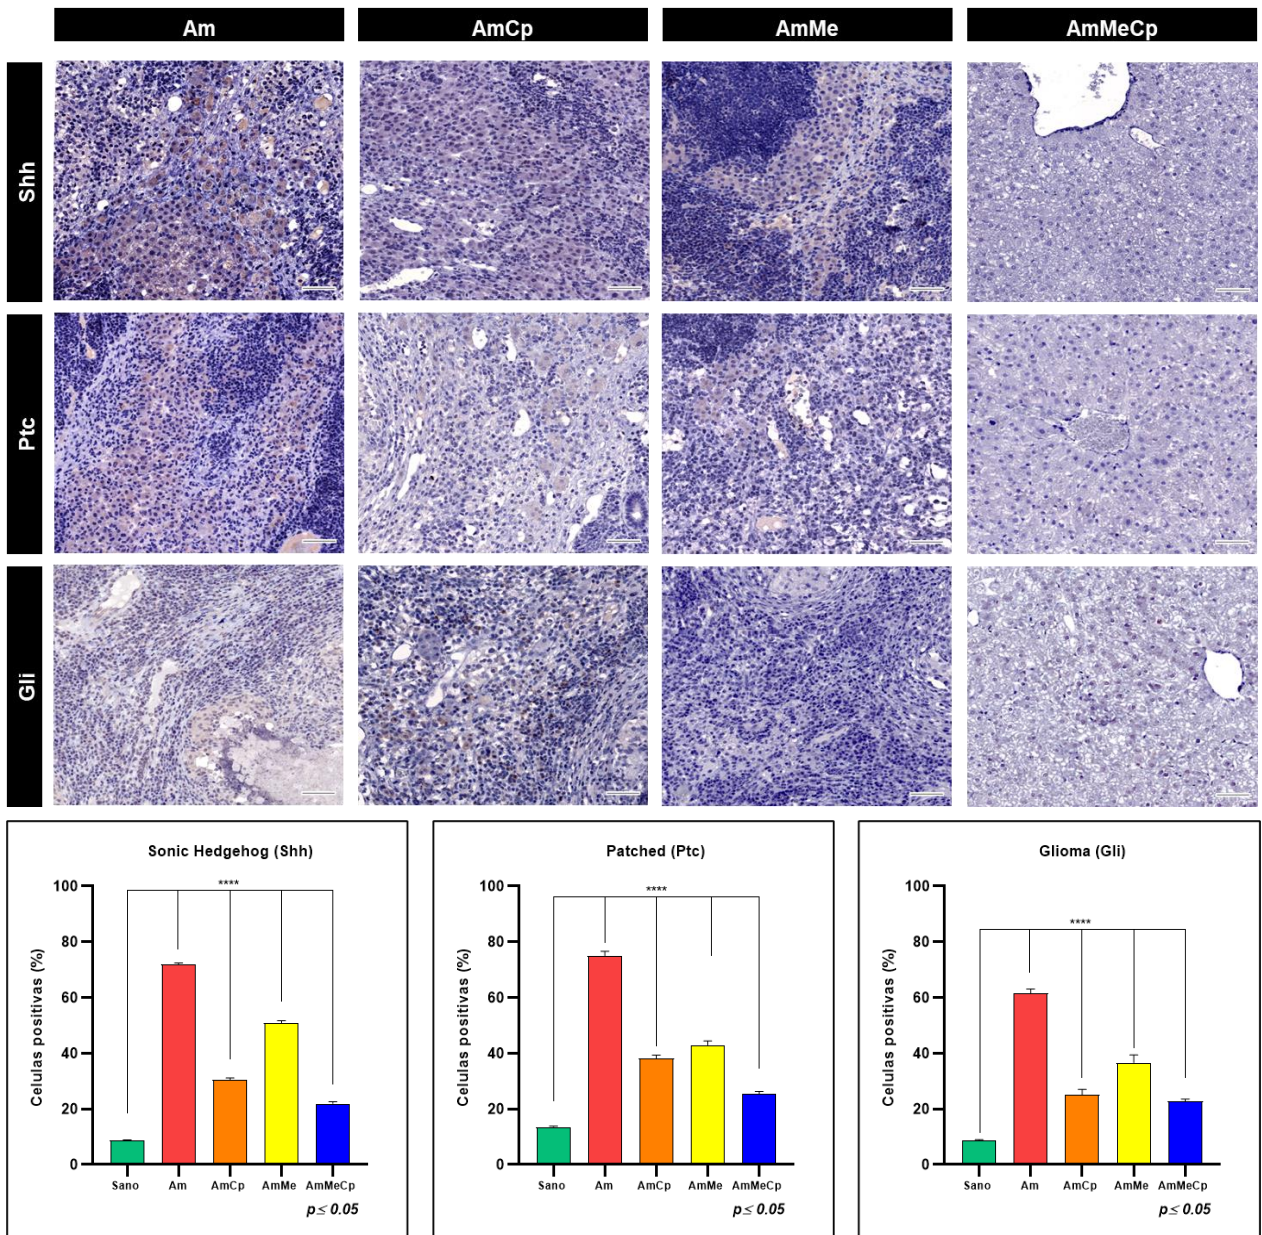 Am AmCp AmMe AmMeCp
Shh
Ptc
Gli
Sonic Hedgehog (Shh)
Celulas positivas (%)
100
80
60
40
20
0
****
Sano Am AmCp AmMe AmMeCp
p≤ 0.05
Patched (Ptc)
Celulas positivas (%)
100
80
60
40
20
0
****
Sano Am AmCp AmMe AmMeCp
p≤ 0.05
Glioma (Gli)
Celulas positivas (%)
100
80
60
40
20
0
****
Sano Am AmCp AmMe AmMeCp
p≤ 0.05